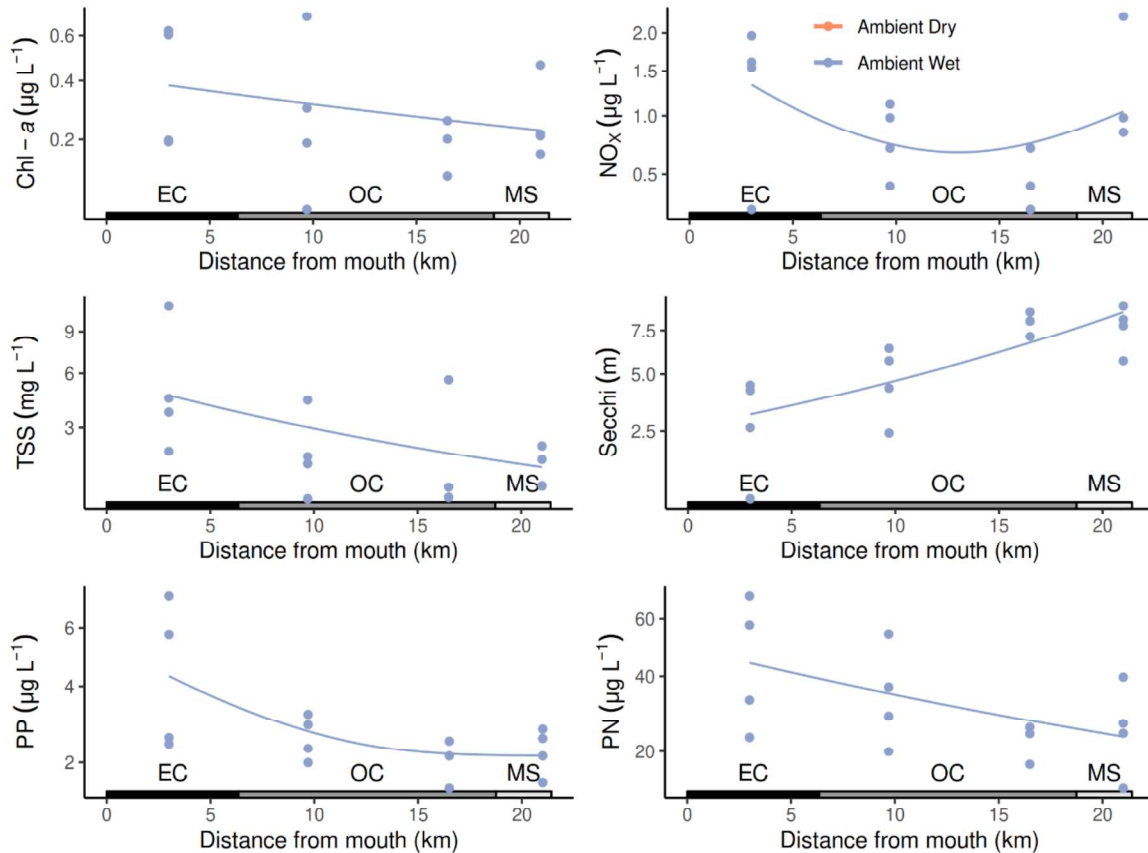 Chl − a (µg L⁻¹)
0.6
0.4
0.2
EC OC MS
0 5 10 15 20
Distance from mouth (km)
NOₓ (µg L⁻¹)
2.0
1.5
1.0
0.5
Ambient Dry
Ambient Wet
EC OC MS
0 5 10 15 20
Distance from mouth (km)
TSS (mg L⁻¹)
9
6
3
EC OC MS
0 5 10 15 20
Distance from mouth (km)
Secchi (m)
7.5
5.0
2.5
EC OC MS
0 5 10 15 20
Distance from mouth (km)
PP (µg L⁻¹)
6
4
2
EC OC MS
0 5 10 15 20
Distance from mouth (km)
PN (µg L⁻¹)
60
40
20
EC OC MS
0 5 10 15 20
Distance from mouth (km)